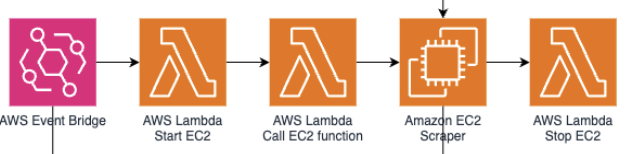 AWS Event Bridge
AWS Lambda
Start EC2
AWS Lambda
Call EC2 function
Amazon EC2
Scraper
AWS Lambda
Stop EC2